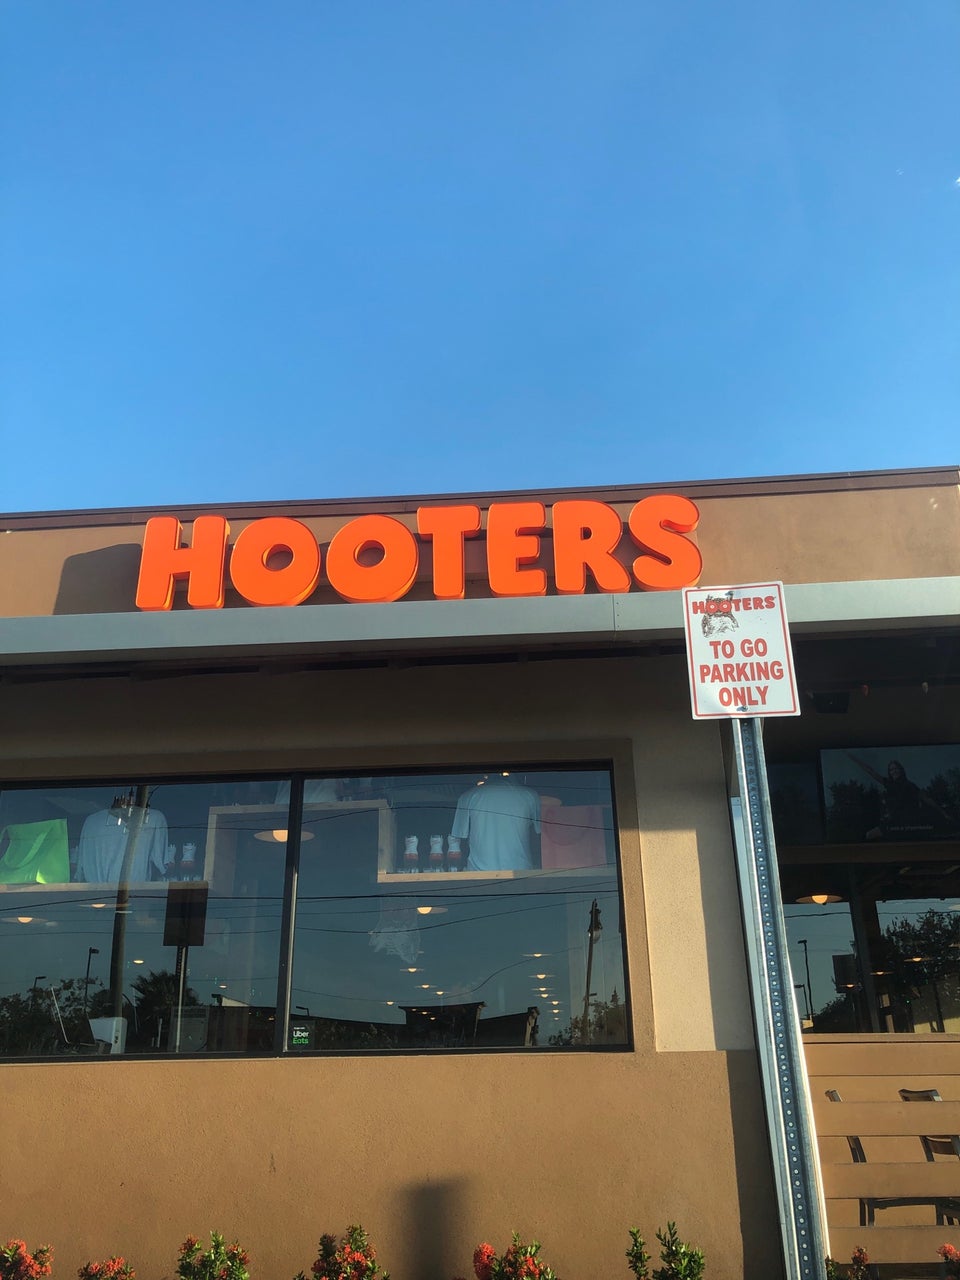 HOOTERS
HOOTERS
TO GO
PARKING
ONLY
Uber
Eats